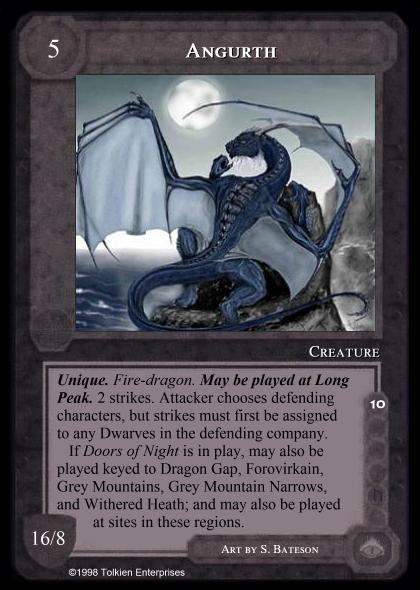 5
ANGURTH
CREATURE
Unique. Fire-dragon. May be played at Long
Peak. 2 strikes. Attacker chooses defending
characters, but strikes must first be assigned
to any Dwarves in the defending company.
If Doors of Night is in play, may also be
played keyed to Dragon Gap, Forovirkain,
Grey Mountains, Grey Mountain Narrows,
and Withered Heath; and may also be played
at sites in these regions.
10
16/8
ART BY S. BATESON
©1998 Tolkien Enterprises